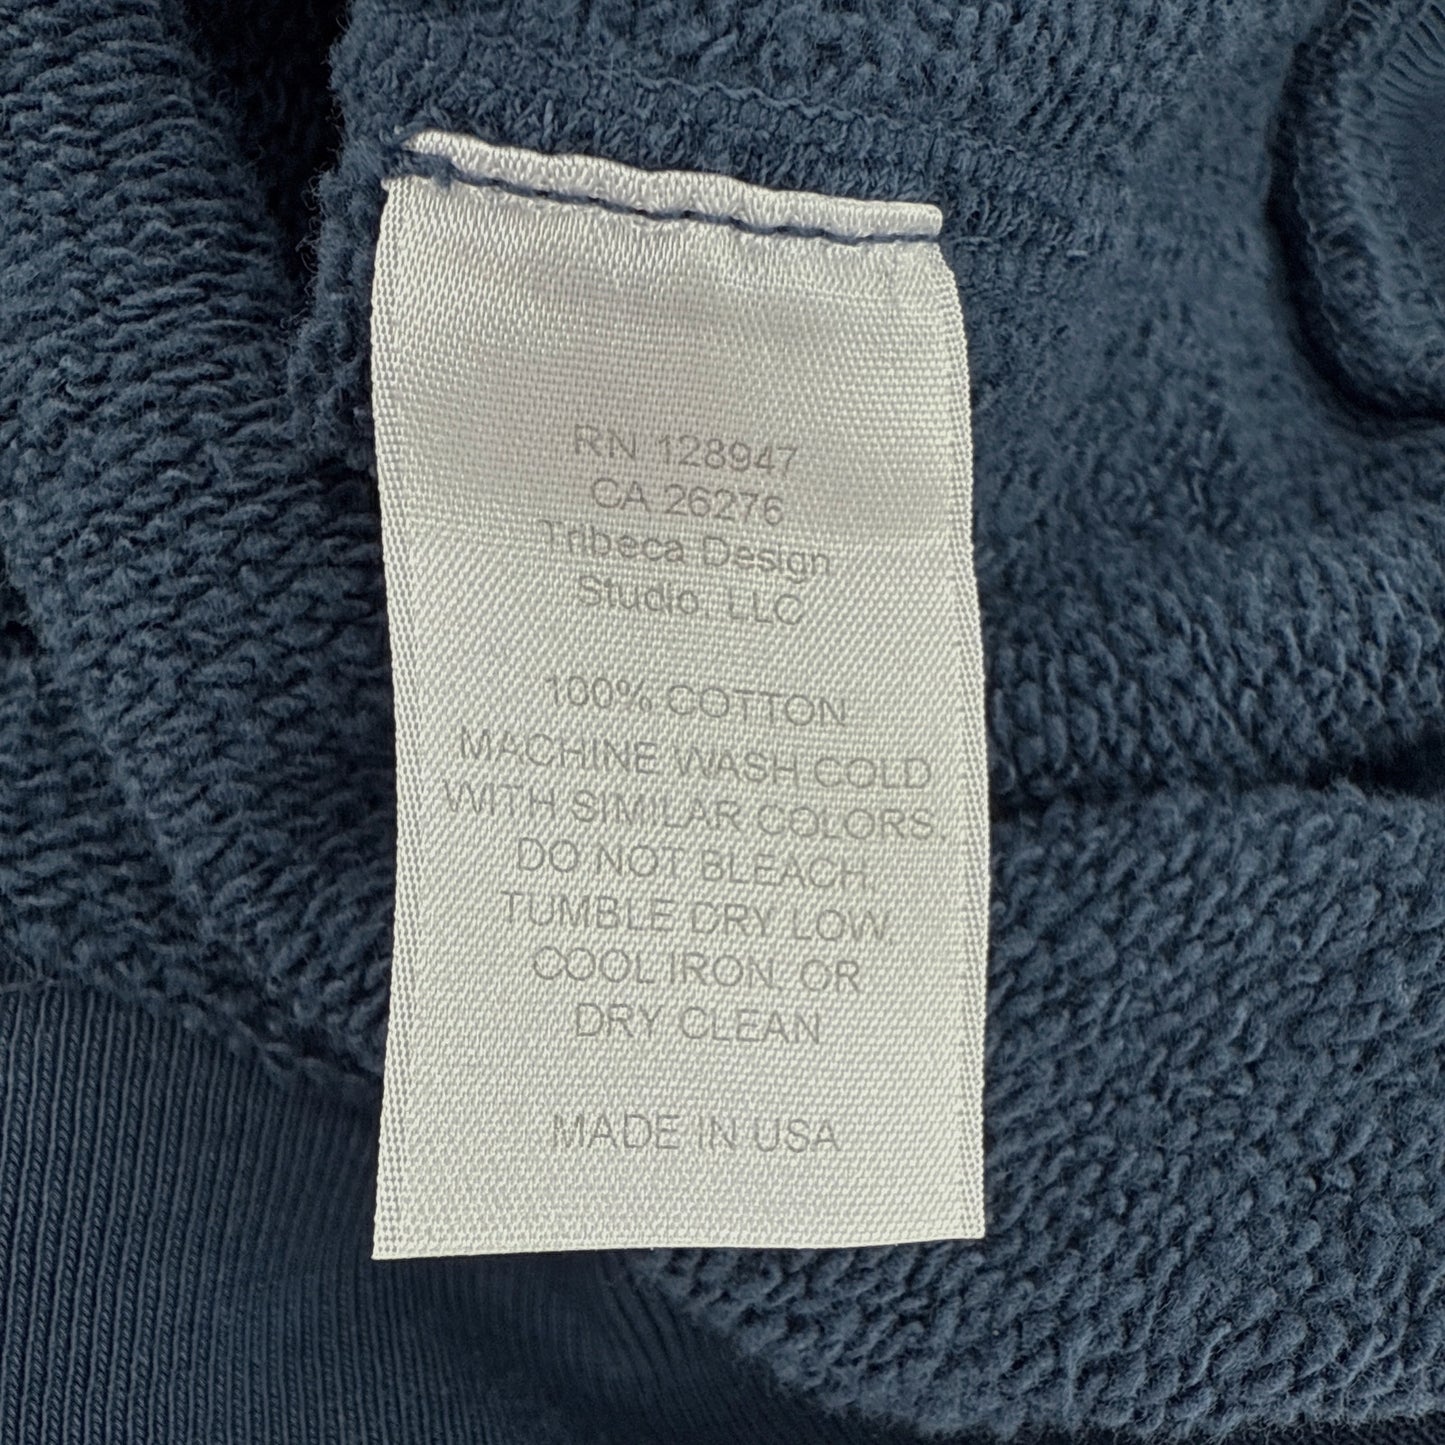 RN 128947
CA 26276
Tribeca Design
Studio, LLC
100% COTTON
MACHINE WASH COLD
WITH SIMILAR COLORS.
DO NOT BLEACH.
TUMBLE DRY LOW,
COOL IRON, OR
DRY CLEAN
MADE IN USA